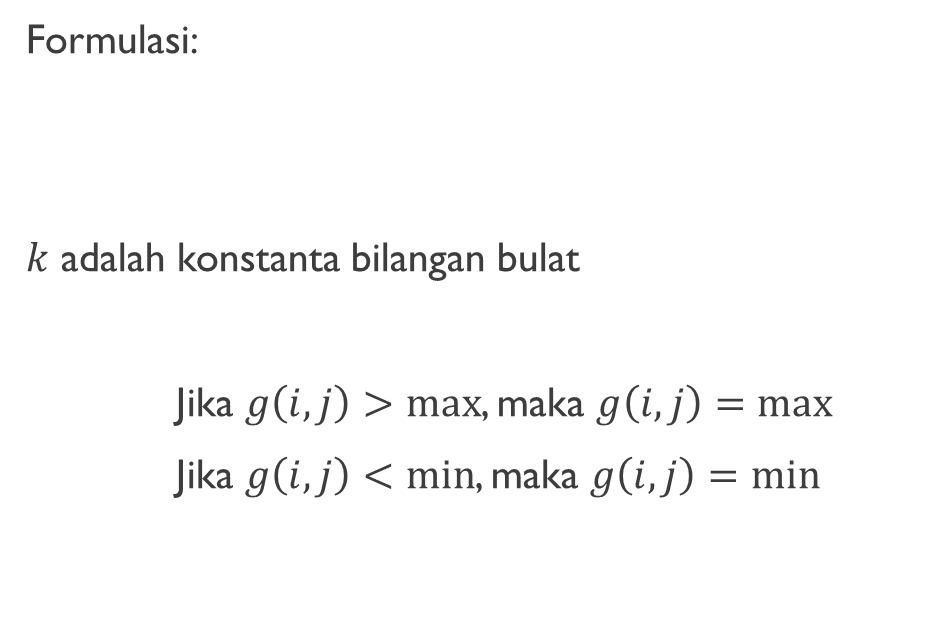 Formulasi:
k adalah konstanta bilangan bulat
Jika g(i,j) > max, maka g(i,j) = max
Jika g(i,j) < min, maka g(i,j) = min